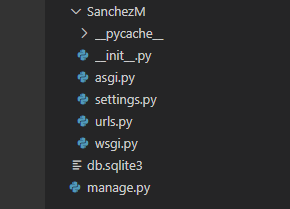 SanchezM
__pycache__
__init__.py
asgi.py
settings.py
urls.py
wsgi.py
db.sqlite3
manage.py